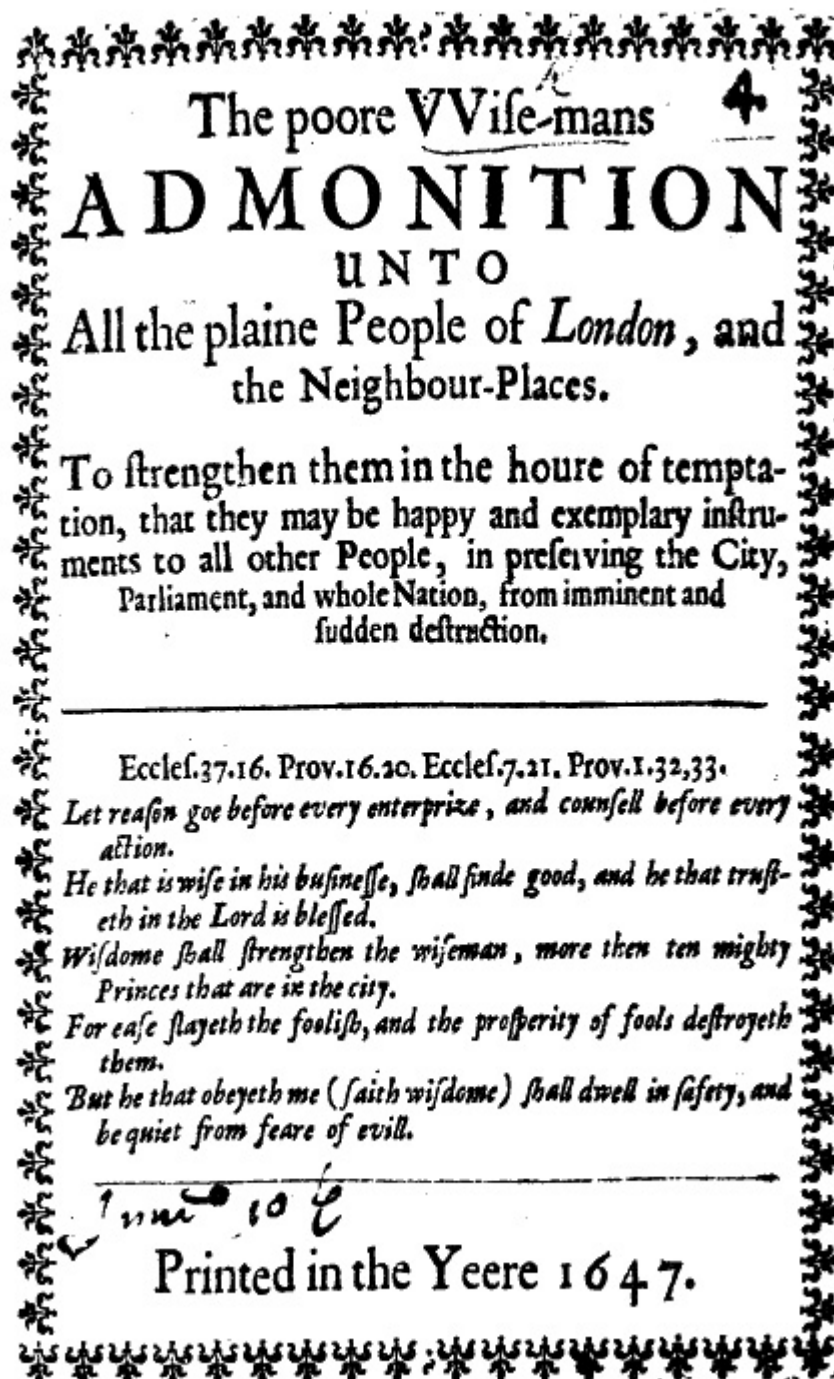 The poore VViſe-mans
4.
ADMONITION
UNTO
All the plaine People of London, and
the Neighbour-Places.
To ſtrengthen them in the houre of tempta-
tion, that they may be happy and exemplary inſtru-
ments to all other People, in preſerving the City,
Parliament, and whole Nation, from imminent and
ſudden deſtruction.
Eccleſ.37.16. Prov.16.20. Eccleſ.7.21. Prov.1.32,33.
Let reaſon goe before every enterprize, and counſell before every
action.
He that is wiſe in his buſineſſe, ſhall finde good, and he that truſt-
eth in the Lord is bleſſed.
Wiſdome ſhall ſtrengthen the wiſeman, more then ten mighty
Princes that are in the city.
For eaſe ſlayeth the fooliſh, and the proſperity of fools deſtroyeth
them.
But he that obeyeth me (ſaith wiſdome) ſhall dwell in ſafety, and
be quiet from feare of evill.
10
Printed in the Yeere 1647.